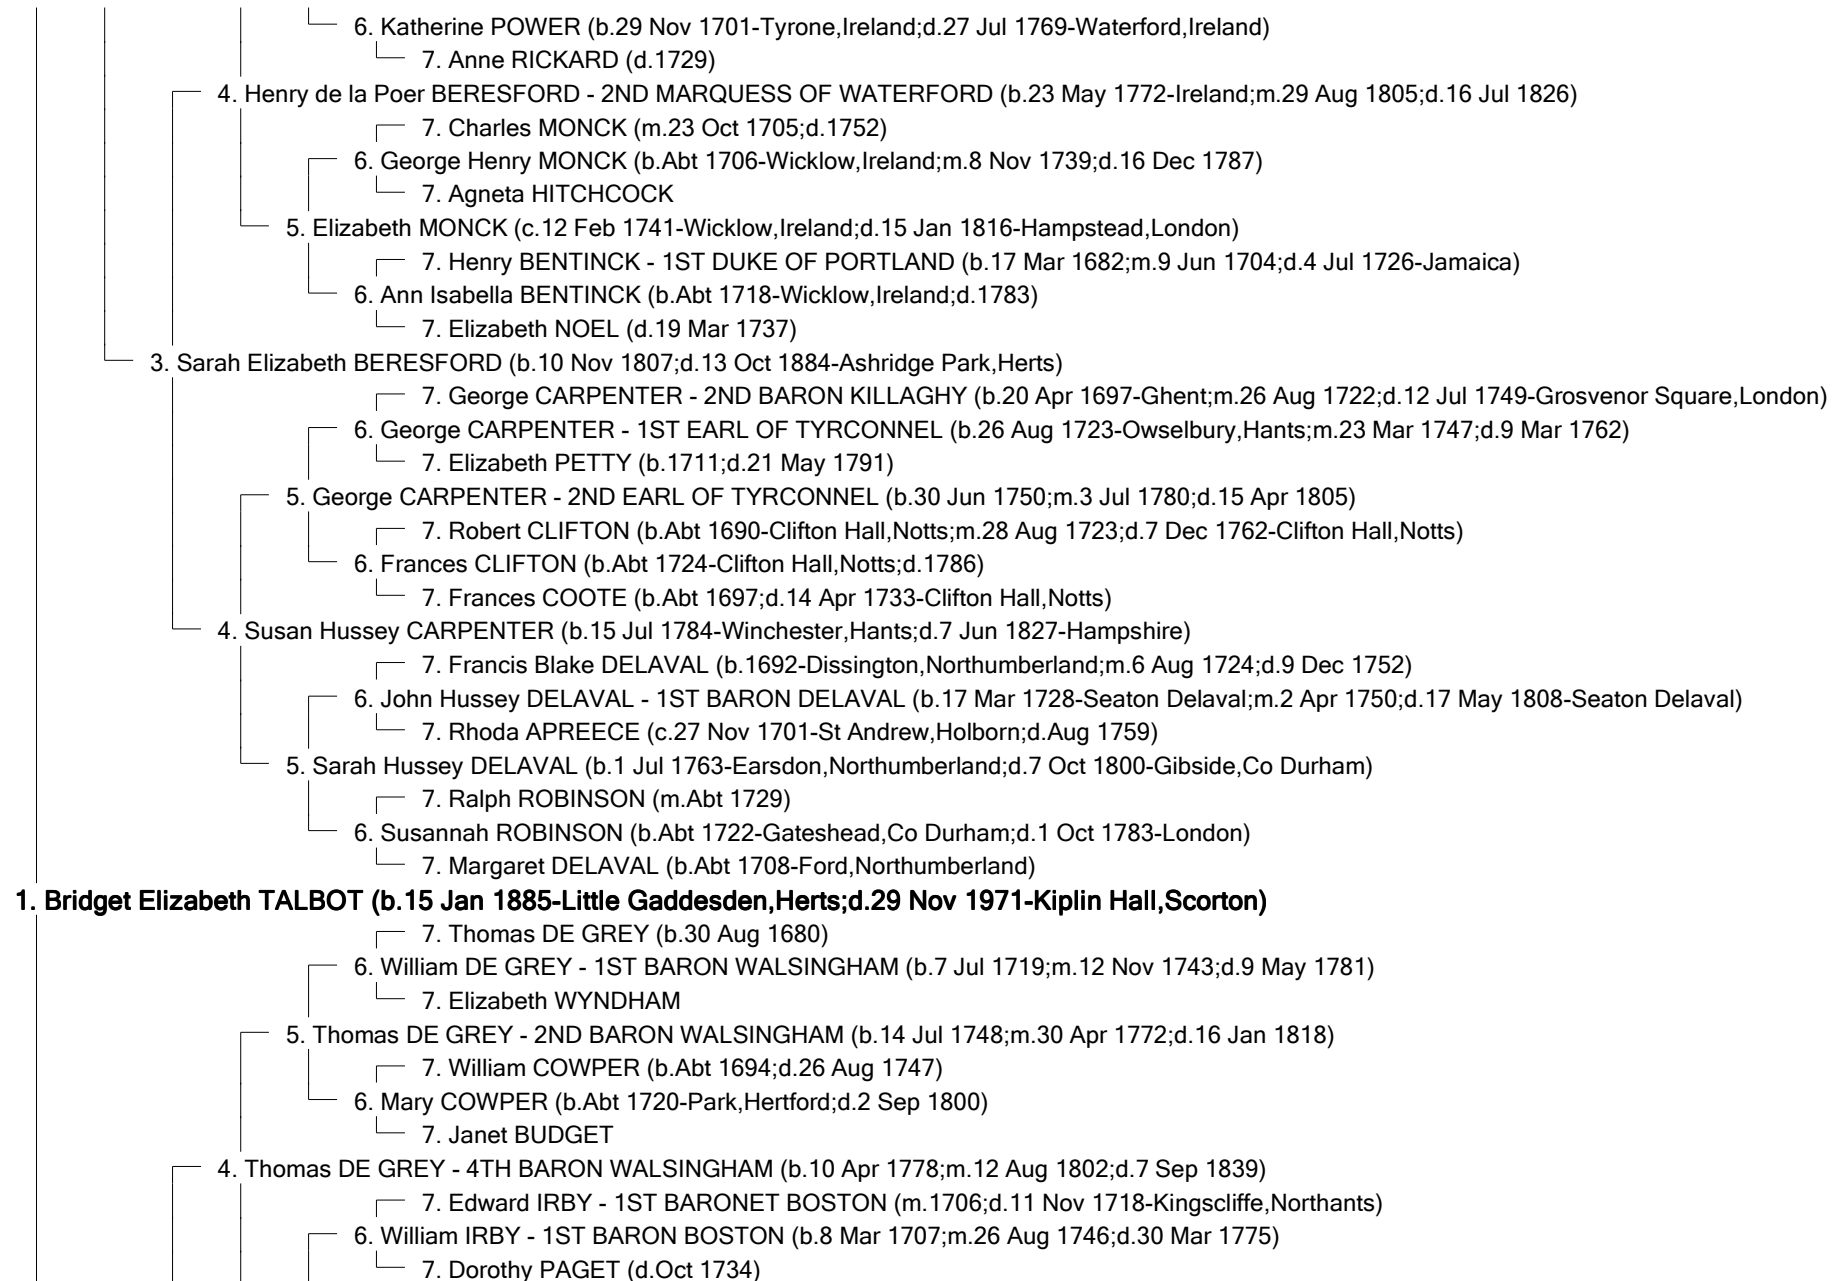 6. Katherine POWER (b.29 Nov 1701-Tyrone,Ireland;d.27 Jul 1769-Waterford,Ireland)
7. Anne RICKARD (d.1729)
4. Henry de la Poer BERESFORD - 2ND MARQUESS OF WATERFORD (b.23 May 1772-Ireland;m.29 Aug 1805;d.16 Jul 1826)
7. Charles MONCK (m.23 Oct 1705;d.1752)
6. George Henry MONCK (b.Abt 1706-Wicklow,Ireland;m.8 Nov 1739;d.16 Dec 1787)
7. Agneta HITCHCOCK
5. Elizabeth MONCK (c.12 Feb 1741-Wicklow,Ireland;d.15 Jan 1816-Hampstead,London)
7. Henry BENTINCK - 1ST DUKE OF PORTLAND (b.17 Mar 1682;m.9 Jun 1704;d.4 Jul 1726-Jamaica)
6. Ann Isabella BENTINCK (b.Abt 1718-Wicklow,Ireland;d.1783)
7. Elizabeth NOEL (d.19 Mar 1737)
3. Sarah Elizabeth BERESFORD (b.10 Nov 1807;d.13 Oct 1884-Ashridge Park,Herts)
7. George CARPENTER - 2ND BARON KILLAGHY (b.20 Apr 1697-Ghent;m.26 Aug 1722;d.12 Jul 1749-Grosvenor Square,London)
6. George CARPENTER - 1ST EARL OF TYRCONNEL (b.26 Aug 1723-Owselbury,Hants;m.23 Mar 1747;d.9 Mar 1762)
7. Elizabeth PETTY (b.1711;d.21 May 1791)
5. George CARPENTER - 2ND EARL OF TYRCONNEL (b.30 Jun 1750;m.3 Jul 1780;d.15 Apr 1805)
7. Robert CLIFTON (b.Abt 1690-Clifton Hall,Notts;m.28 Aug 1723;d.7 Dec 1762-Clifton Hall,Notts)
6. Frances CLIFTON (b.Abt 1724-Clifton Hall,Notts;d.1786)
7. Frances COOTE (b.Abt 1697;d.14 Apr 1733-Clifton Hall,Notts)
4. Susan Hussey CARPENTER (b.15 Jul 1784-Winchester,Hants;d.7 Jun 1827-Hampshire)
7. Francis Blake DELAVAL (b.1692-Dissington,Northumberland;m.6 Aug 1724;d.9 Dec 1752)
6. John Hussey DELAVAL - 1ST BARON DELAVAL (b.17 Mar 1728-Seaton Delaval;m.2 Apr 1750;d.17 May 1808-Seaton Delaval)
7. Rhoda APREECE (c.27 Nov 1701-St Andrew,Holborn;d.Aug 1759)
5. Sarah Hussey DELAVAL (b.1 Jul 1763-Earsdon,Northumberland;d.7 Oct 1800-Gibside,Co Durham)
7. Ralph ROBINSON (m.Abt 1729)
6. Susannah ROBINSON (b.Abt 1722-Gateshead,Co Durham;d.1 Oct 1783-London)
7. Margaret DELAVAL (b.Abt 1708-Ford,Northumberland)
1. Bridget Elizabeth TALBOT (b.15 Jan 1885-Little Gaddesden,Herts;d.29 Nov 1971-Kiplin Hall,Scorton)
7. Thomas DE GREY (b.30 Aug 1680)
6. William DE GREY - 1ST BARON WALSINGHAM (b.7 Jul 1719;m.12 Nov 1743;d.9 May 1781)
7. Elizabeth WYNDHAM
5. Thomas DE GREY - 2ND BARON WALSINGHAM (b.14 Jul 1748;m.30 Apr 1772;d.16 Jan 1818)
7. William COWPER (b.Abt 1694;d.26 Aug 1747)
6. Mary COWPER (b.Abt 1720-Park,Hertford;d.2 Sep 1800)
7. Janet BUDGET
4. Thomas DE GREY - 4TH BARON WALSINGHAM (b.10 Apr 1778;m.12 Aug 1802;d.7 Sep 1839)
7. Edward IRBY - 1ST BARONET BOSTON (m.1706;d.11 Nov 1718-Kingscliffe,Northants)
6. William IRBY - 1ST BARON BOSTON (b.8 Mar 1707;m.26 Aug 1746;d.30 Mar 1775)
7. Dorothy PAGET (d.Oct 1734)